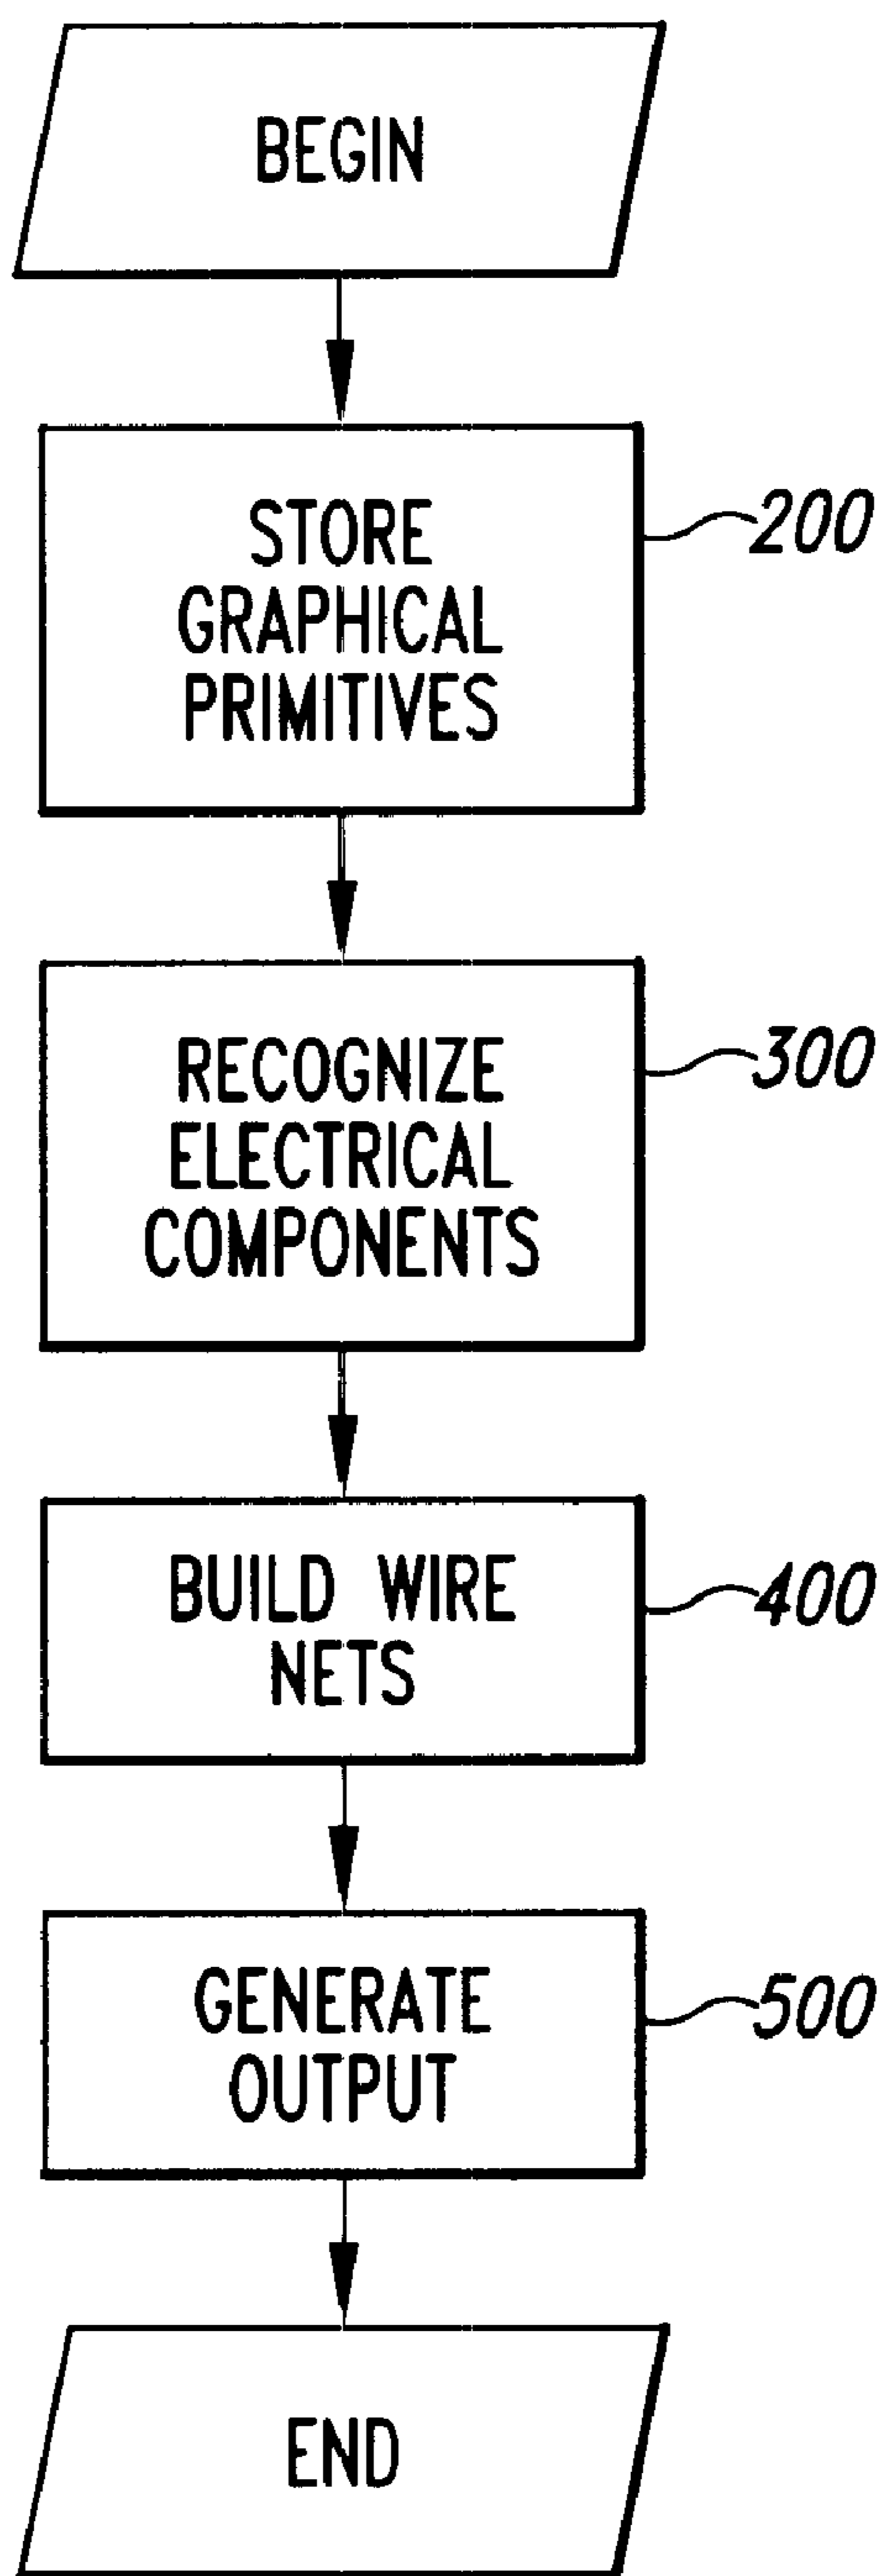 BEGIN
STORE
GRAPHICAL
PRIMITIVES
200
RECOGNIZE
ELECTRICAL
COMPONENTS
300
BUILD WIRE
NETS
400
GENERATE
OUTPUT
500
END